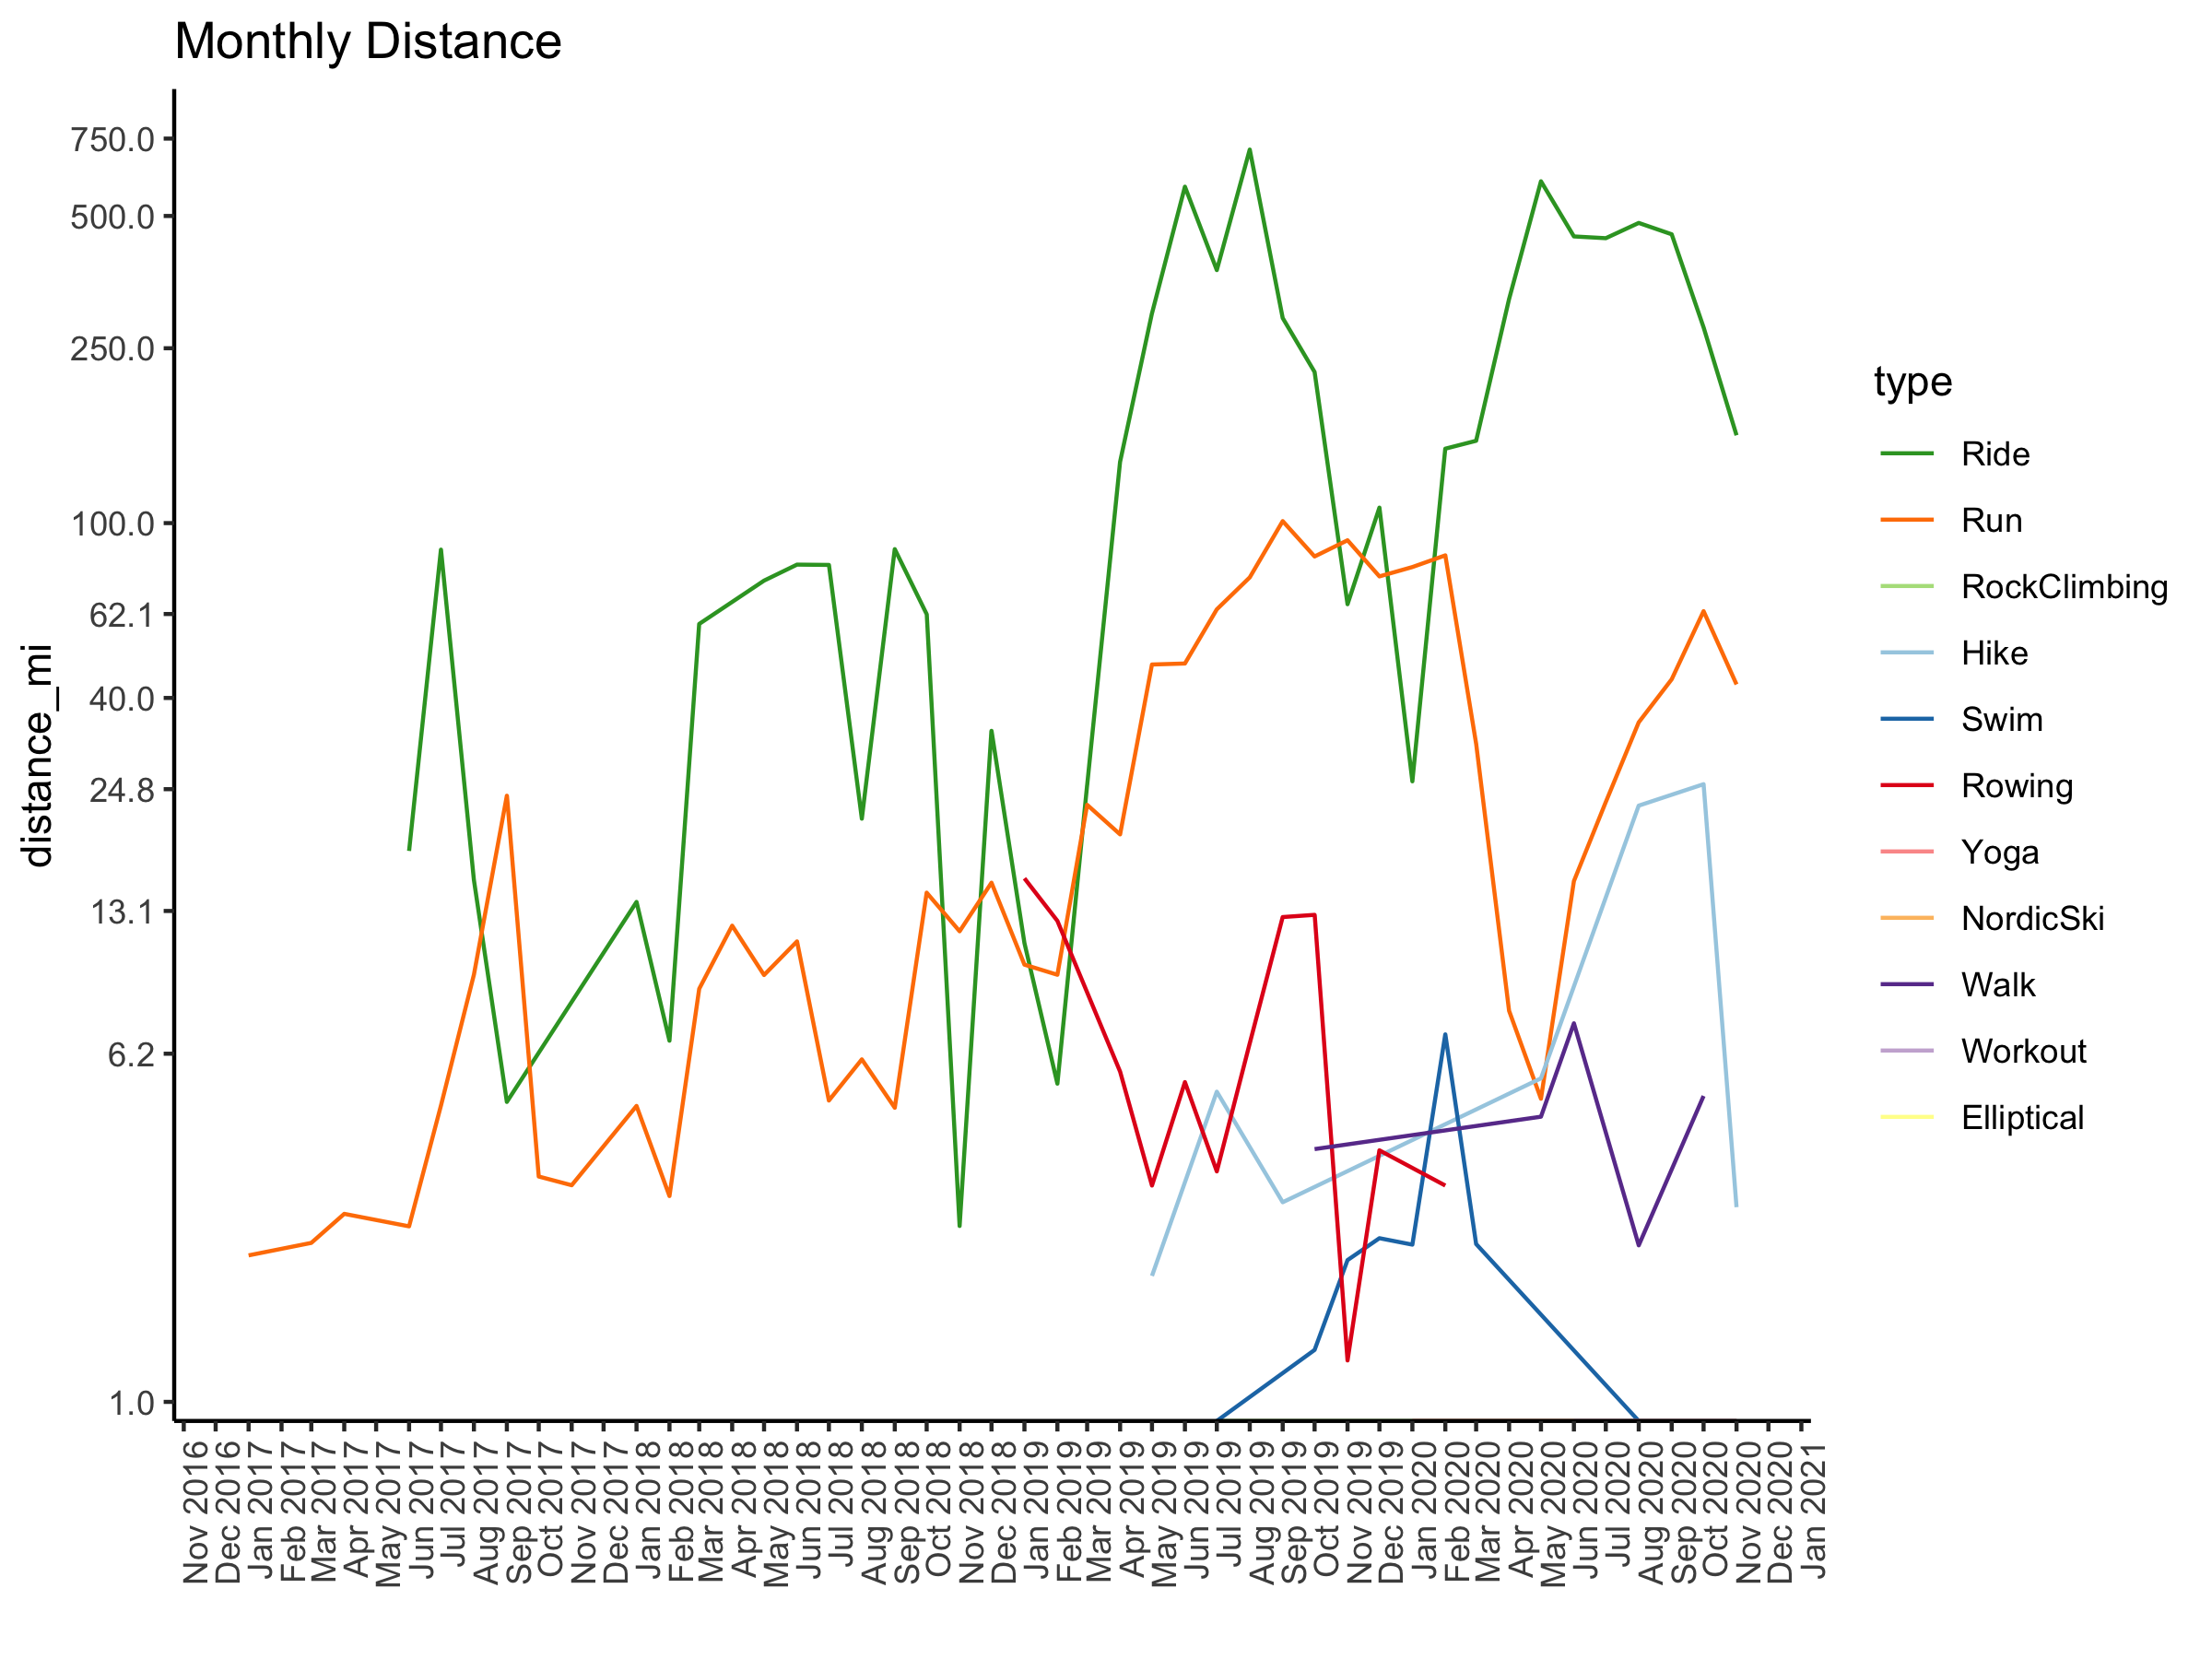 Monthly Distance
distance_mi
750.0
500.0
250.0
100.0
62.1
40.0
24.8
13.1
6.2
1.0
Nov 2016
Dec 2016
Jan 2017
Feb 2017
Mar 2017
Apr 2017
May 2017
Jun 2017
Jul 2017
Aug 2017
Sep 2017
Oct 2017
Nov 2017
Dec 2017
Jan 2018
Feb 2018
Mar 2018
Apr 2018
May 2018
Jun 2018
Jul 2018
Aug 2018
Sep 2018
Oct 2018
Nov 2018
Dec 2018
Jan 2019
Feb 2019
Mar 2019
Apr 2019
May 2019
Jun 2019
Jul 2019
Aug 2019
Sep 2019
Oct 2019
Nov 2019
Dec 2019
Jan 2020
Feb 2020
Mar 2020
Apr 2020
May 2020
Jun 2020
Jul 2020
Aug 2020
Sep 2020
Oct 2020
Nov 2020
Dec 2020
Jan 2021
type
Ride
Run
RockClimbing
Hike
Swim
Rowing
Yoga
NordicSki
Walk
Workout
Elliptical